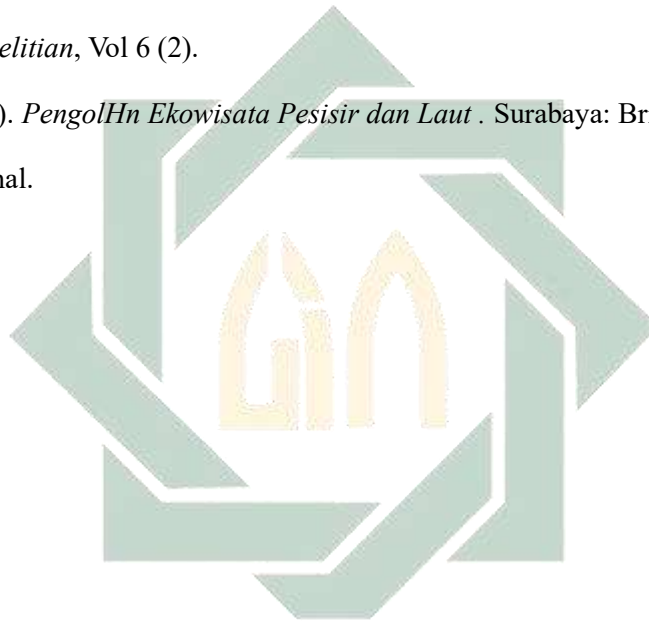 elitian, Vol 6 (2).
). PengolHn Ekowisata Pesisir dan Laut . Surabaya: Br
nal.